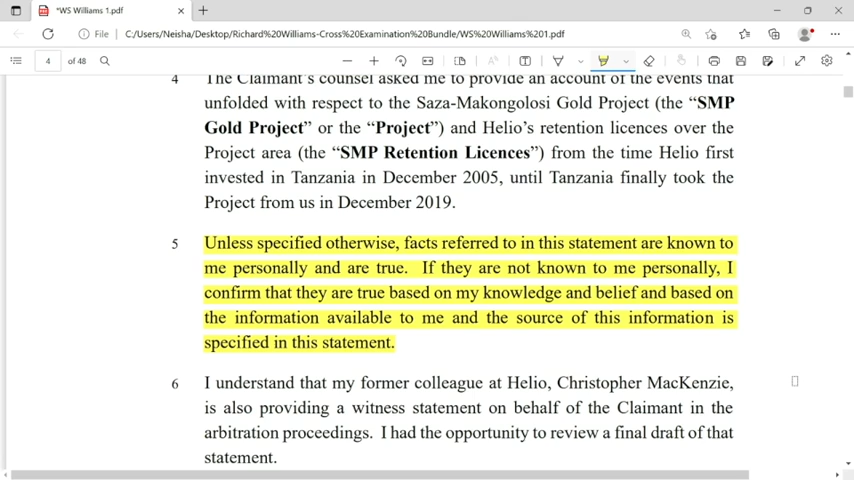 *WS Williams 1.pdf
File
C:/Users/Neisha/Desktop/Richard%20Williams-Cross%20Examination%20Bundle/WS%20Williams%201.pdf
4 of 48
4 The Claimant's counsel asked me to provide an account of the events that
unfolded with respect to the Saza-Makongolosi Gold Project (the “SMP
Gold Project” or the “Project”) and Helio’s retention licences over the
Project area (the “SMP Retention Licences”) from the time Helio first
invested in Tanzania in December 2005, until Tanzania finally took the
Project from us in December 2019.
5 Unless specified otherwise, facts referred to in this statement are known to
me personally and are true. If they are not known to me personally, I
confirm that they are true based on my knowledge and belief and based on
the information available to me and the source of this information is
specified in this statement.
6 I understand that my former colleague at Helio, Christopher MacKenzie,
is also providing a witness statement on behalf of the Claimant in the
arbitration proceedings. I had the opportunity to review a final draft of that
statement.